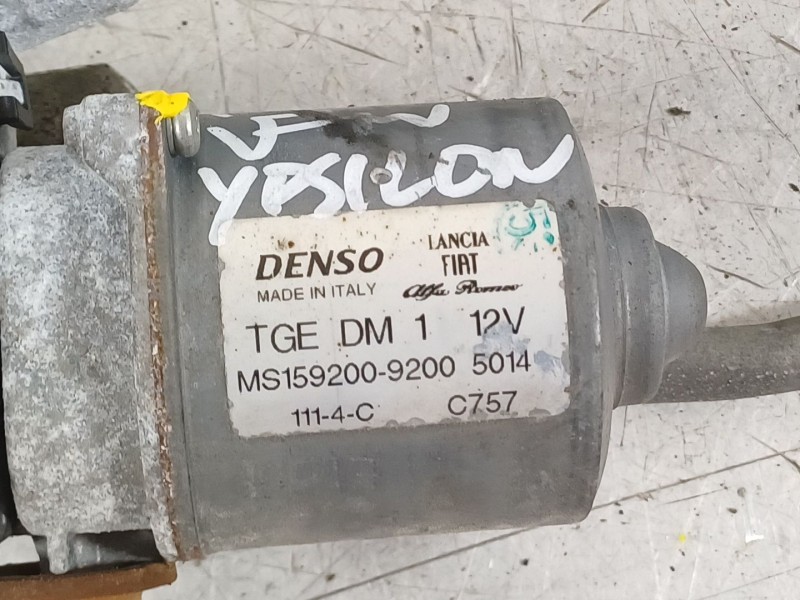 YPSILON
DENSO
LANCIA
FIAT
MADE IN ITALY
Alfa Romeo
TGE DM 1 12V
MS159200-9200 5014
111-4-C C757